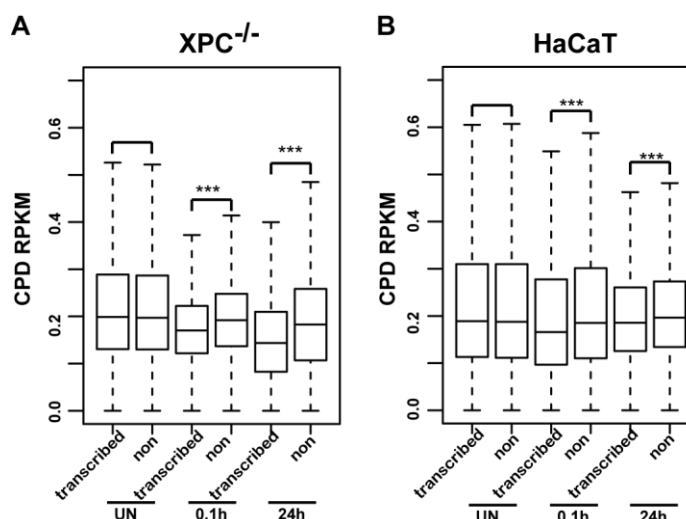 A
XPC-/-
CPD RPKM
0.6
0.4
0.2
0.0
***
***
transcribed
non
transcribed
non
transcribed
non
UN
0.1h
24h
B
HaCaT
CPD RPKM
0.6
0.4
0.2
0.0
***
***
transcribed
non
transcribed
non
transcribed
non
UN
0.1h
24h